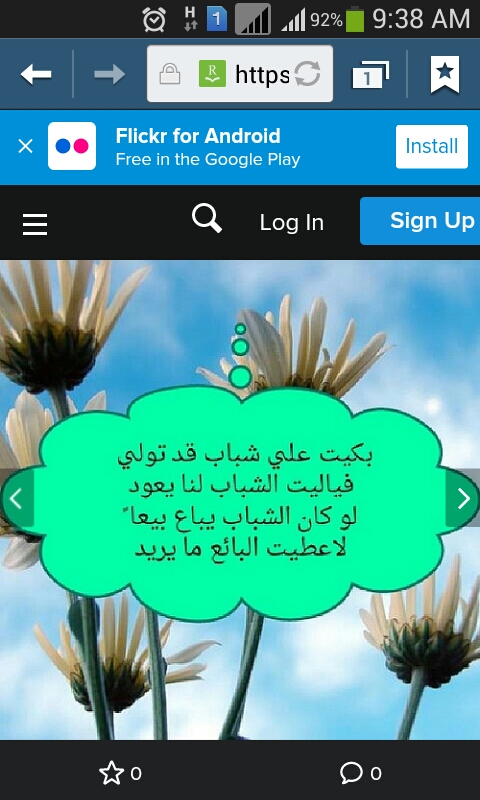 H 1 92% 9:38 AM
R https 1
Flickr for Android
Free in the Google Play
Install
Log In Sign Up
بكيت علي شباب قد تولي
فياليت الشباب لنا يعود
لو كان الشباب يباع بيعا ً
لاعطيت البائع ما يريد
0 0